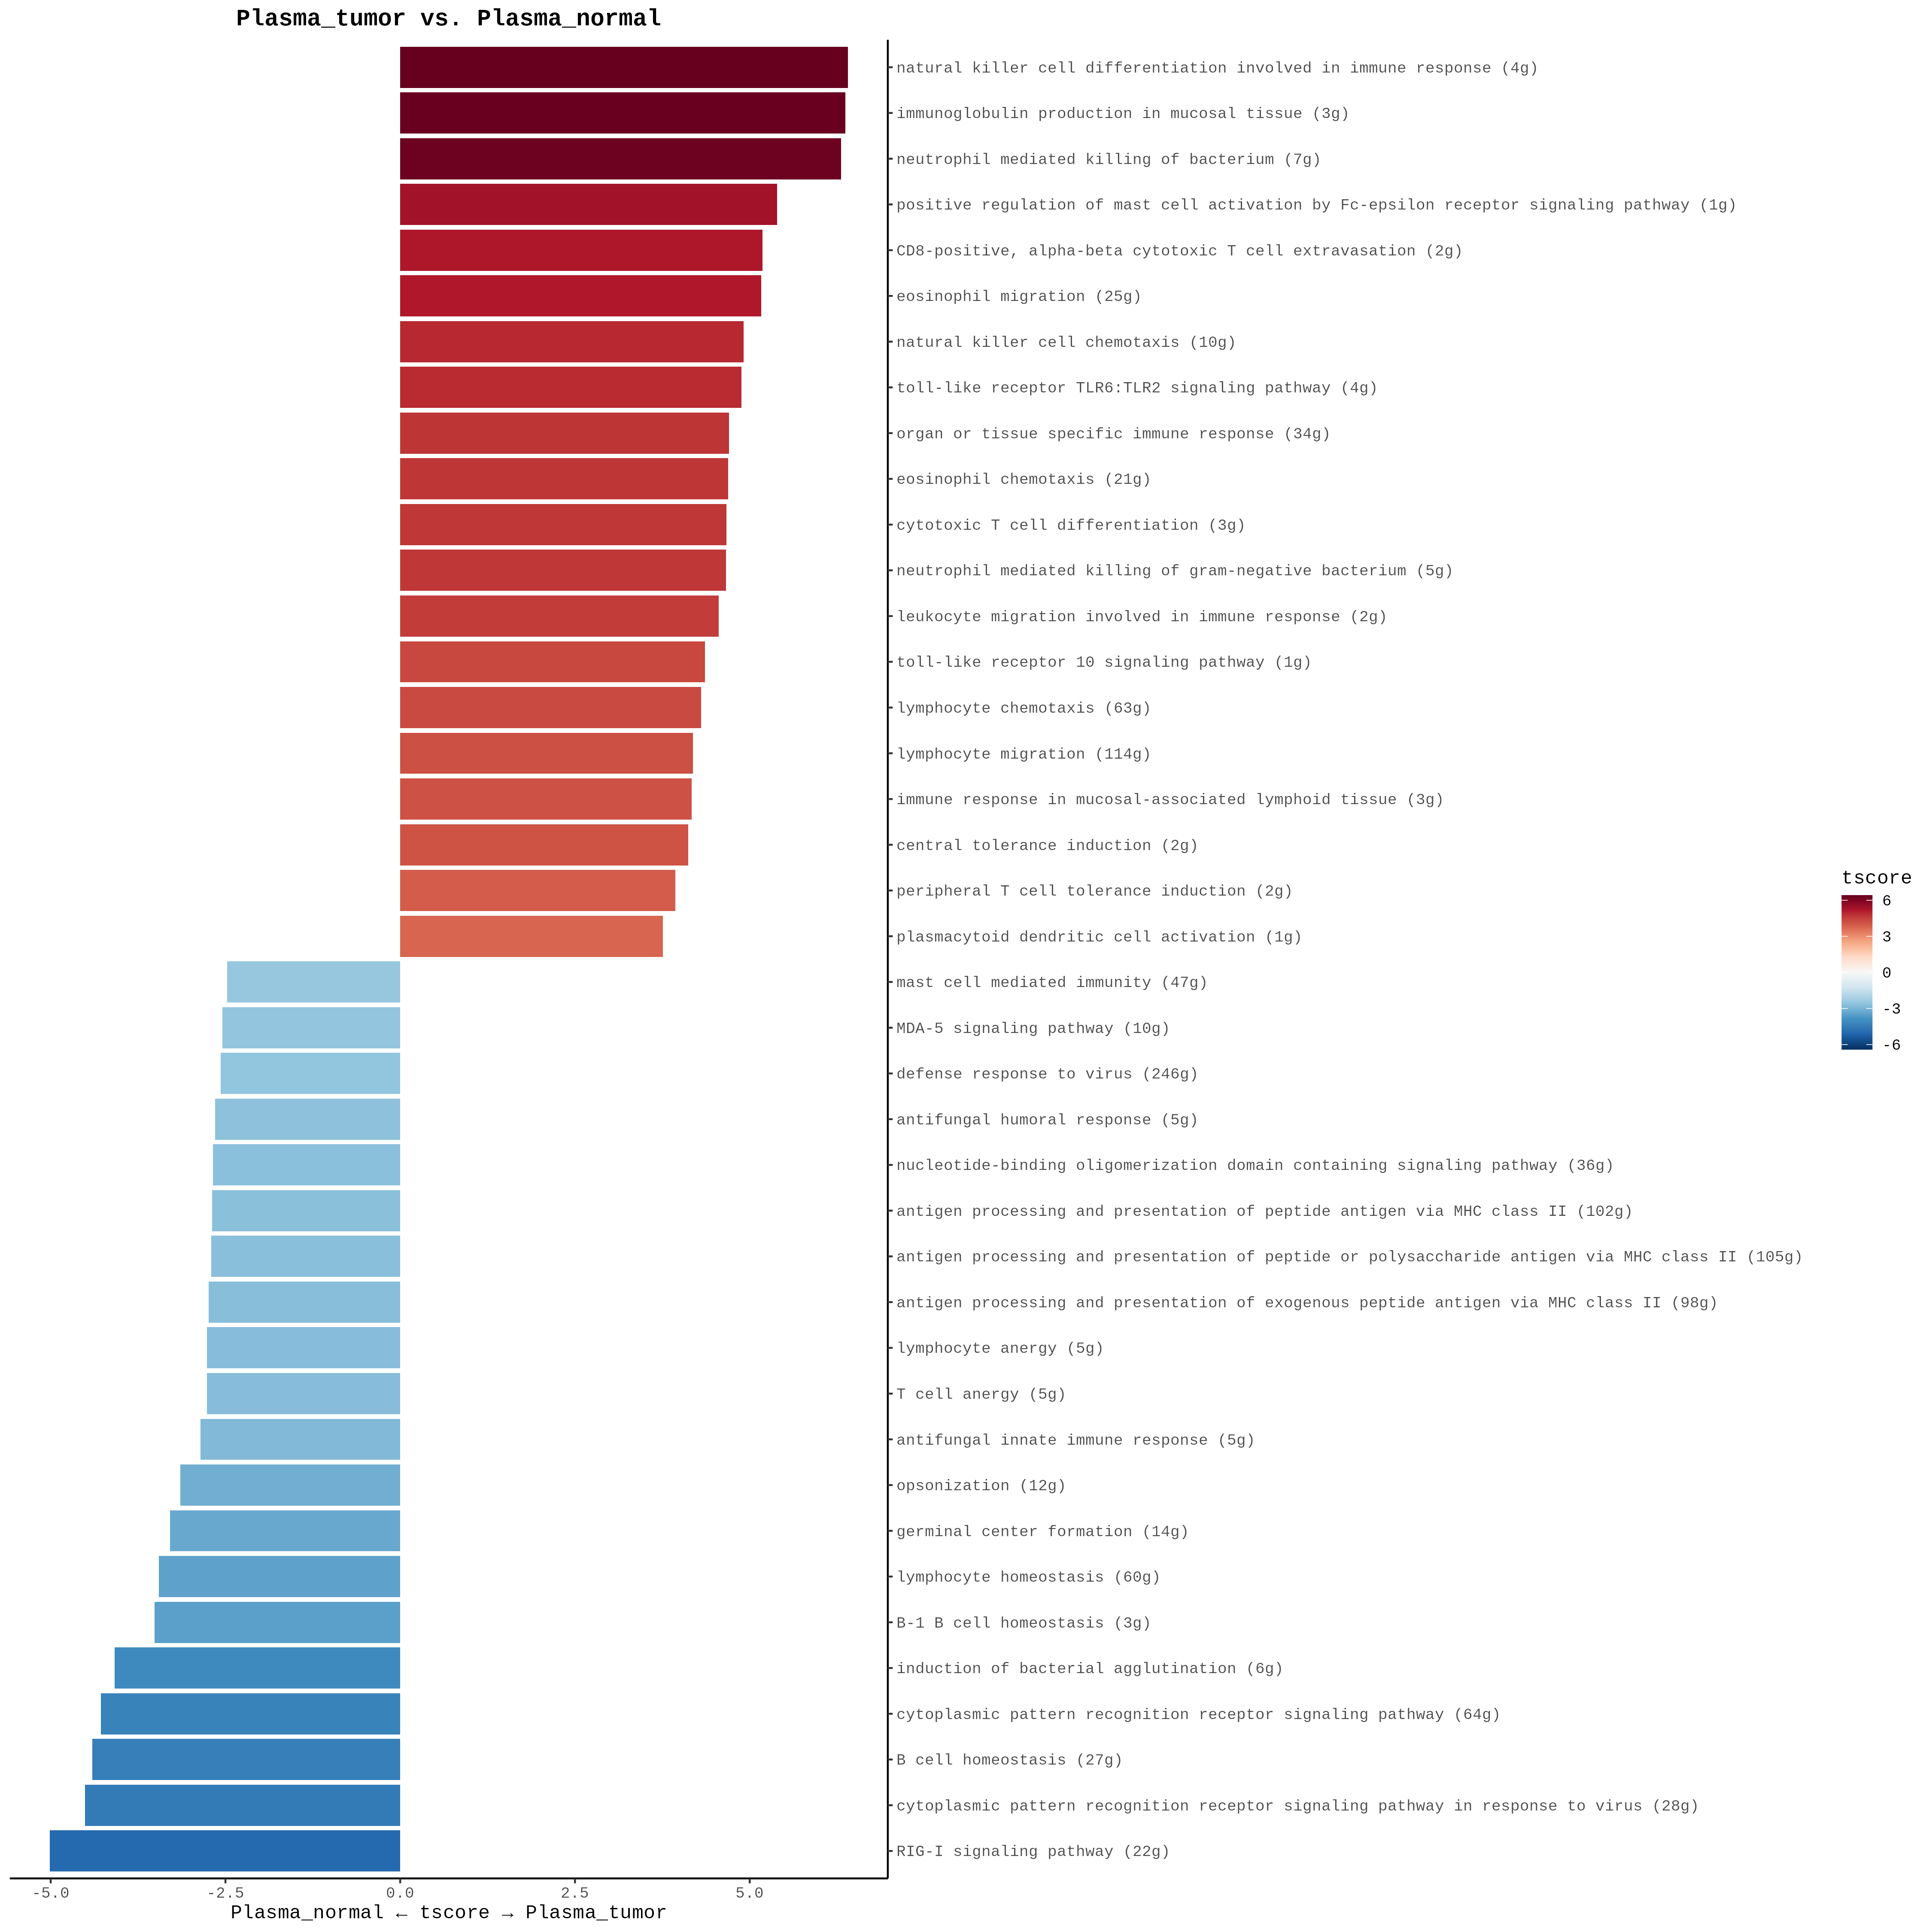 Plasma_tumor vs. Plasma_normal
natural killer cell differentiation involved in immune response (4g)
immunoglobulin production in mucosal tissue (3g)
neutrophil mediated killing of bacterium (7g)
positive regulation of mast cell activation by Fc-epsilon receptor signaling pathway (1g)
CD8-positive, alpha-beta cytotoxic T cell extravasation (2g)
eosinophil migration (25g)
natural killer cell chemotaxis (10g)
toll-like receptor TLR6:TLR2 signaling pathway (4g)
organ or tissue specific immune response (34g)
eosinophil chemotaxis (21g)
cytotoxic T cell differentiation (3g)
neutrophil mediated killing of gram-negative bacterium (5g)
leukocyte migration involved in immune response (2g)
toll-like receptor 10 signaling pathway (1g)
lymphocyte chemotaxis (63g)
lymphocyte migration (114g)
immune response in mucosal-associated lymphoid tissue (3g)
central tolerance induction (2g)
peripheral T cell tolerance induction (2g)
plasmacytoid dendritic cell activation (1g)
mast cell mediated immunity (47g)
MDA-5 signaling pathway (10g)
defense response to virus (246g)
antifungal humoral response (5g)
nucleotide-binding oligomerization domain containing signaling pathway (36g)
antigen processing and presentation of peptide antigen via MHC class II (102g)
antigen processing and presentation of peptide or polysaccharide antigen via MHC class II (105g)
antigen processing and presentation of exogenous peptide antigen via MHC class II (98g)
lymphocyte anergy (5g)
T cell anergy (5g)
antifungal innate immune response (5g)
opsonization (12g)
germinal center formation (14g)
lymphocyte homeostasis (60g)
B-1 B cell homeostasis (3g)
induction of bacterial agglutination (6g)
cytoplasmic pattern recognition receptor signaling pathway (64g)
B cell homeostasis (27g)
cytoplasmic pattern recognition receptor signaling pathway in response to virus (28g)
RIG-I signaling pathway (22g)
-5.0 -2.5 0.0 2.5 5.0
Plasma_normal ← tscore → Plasma_tumor
tscore
6
3
0
-3
-6